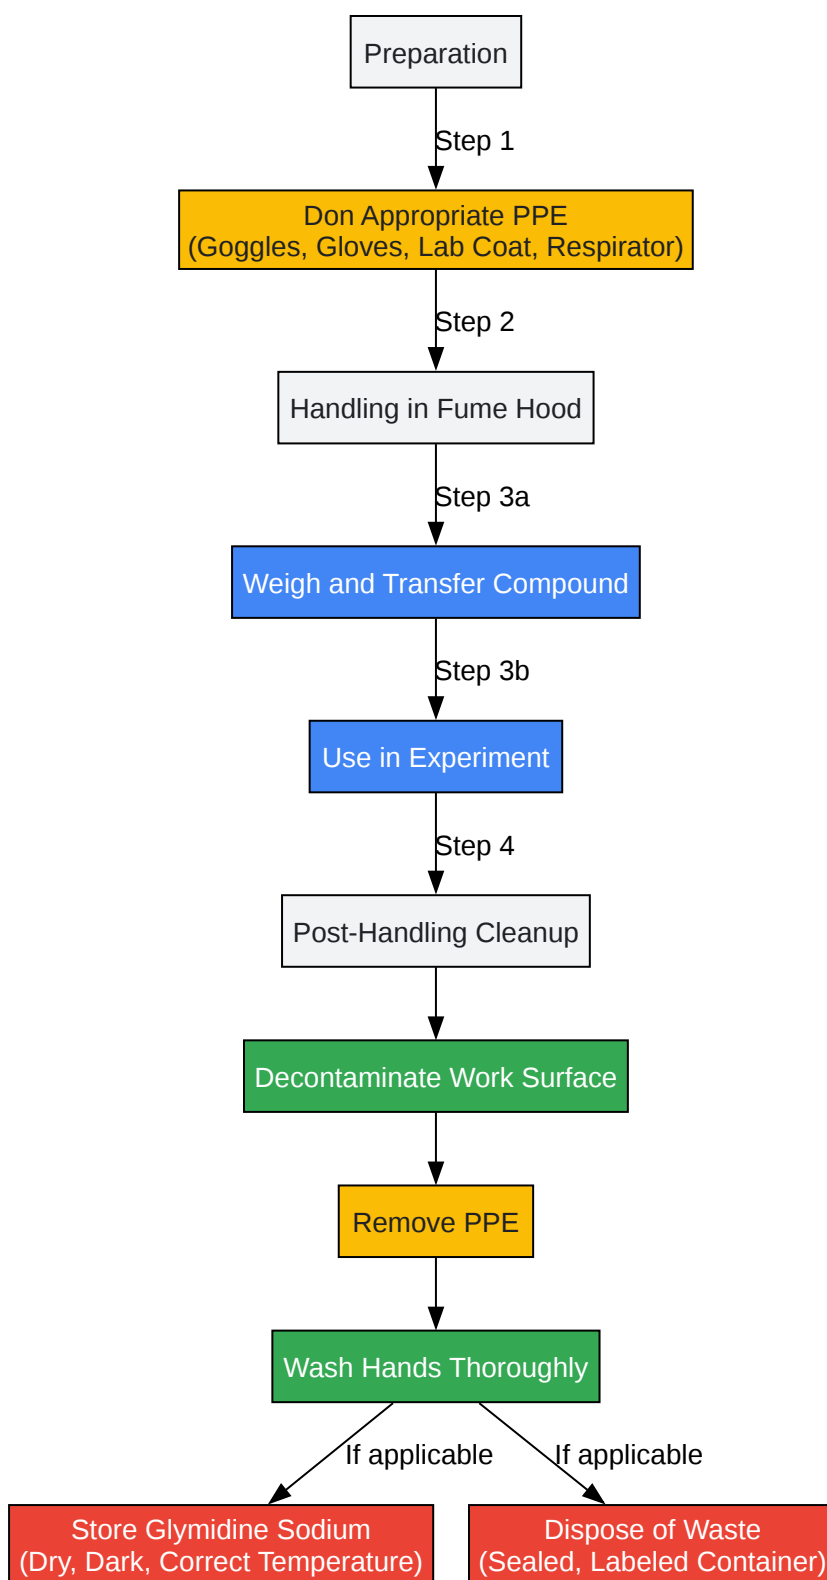 Preparation
Step 1
Don Appropriate PPE
(Goggles, Gloves, Lab Coat, Respirator)
Step 2
Handling in Fume Hood
Step 3a
Weigh and Transfer Compound
Step 3b
Use in Experiment
Step 4
Post-Handling Cleanup
Decontaminate Work Surface
Remove PPE
Wash Hands Thoroughly
If applicable
If applicable
Store Glymidine Sodium
(Dry, Dark, Correct Temperature)
Dispose of Waste
(Sealed, Labeled Container)